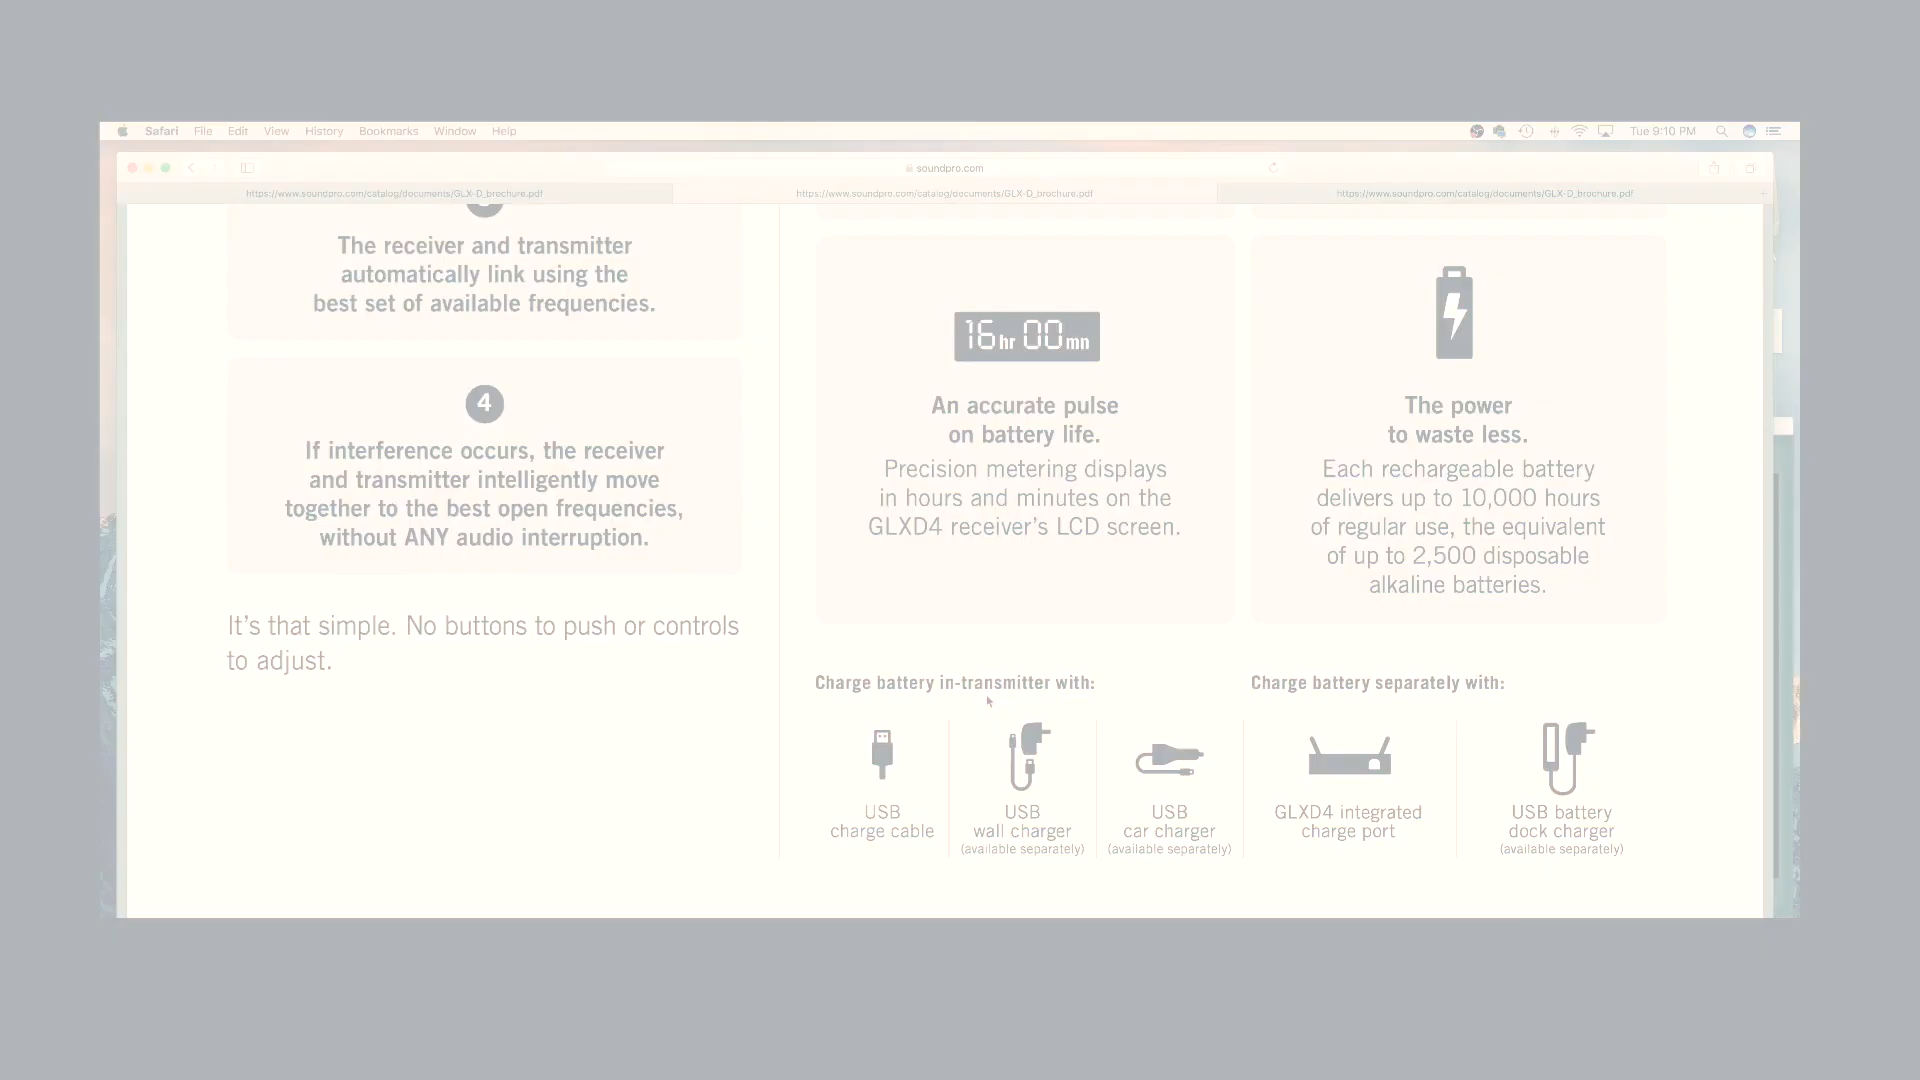 Safari File Edit View History Bookmarks Window Help
Tue 9:10 PM
soundpro.com
https://www.soundpro.com/catalog/documents/GLX-D_brochure.pdf
https://www.soundpro.com/catalog/documents/GLX-D_brochure.pdf
https://www.soundpro.com/catalog/documents/GLX-D_brochure.pdf
The receiver and transmitter
automatically link using the
best set of available frequencies.
4
If interference occurs, the receiver
and transmitter intelligently move
together to the best open frequencies,
without ANY audio interruption.
It's that simple. No buttons to push or controls
to adjust.
16 hr 00 mn
An accurate pulse
on battery life.
Precision metering displays
in hours and minutes on the
GLXD4 receiver's LCD screen.
The power
to waste less.
Each rechargeable battery
delivers up to 10,000 hours
of regular use, the equivalent
of up to 2,500 disposable
alkaline batteries.
Charge battery in-transmitter with:
USB
charge cable
USB
wall charger
(available separately)
USB
car charger
(available separately)
Charge battery separately with:
GLXD4 integrated
charge port
USB battery
dock charger
(available separately)